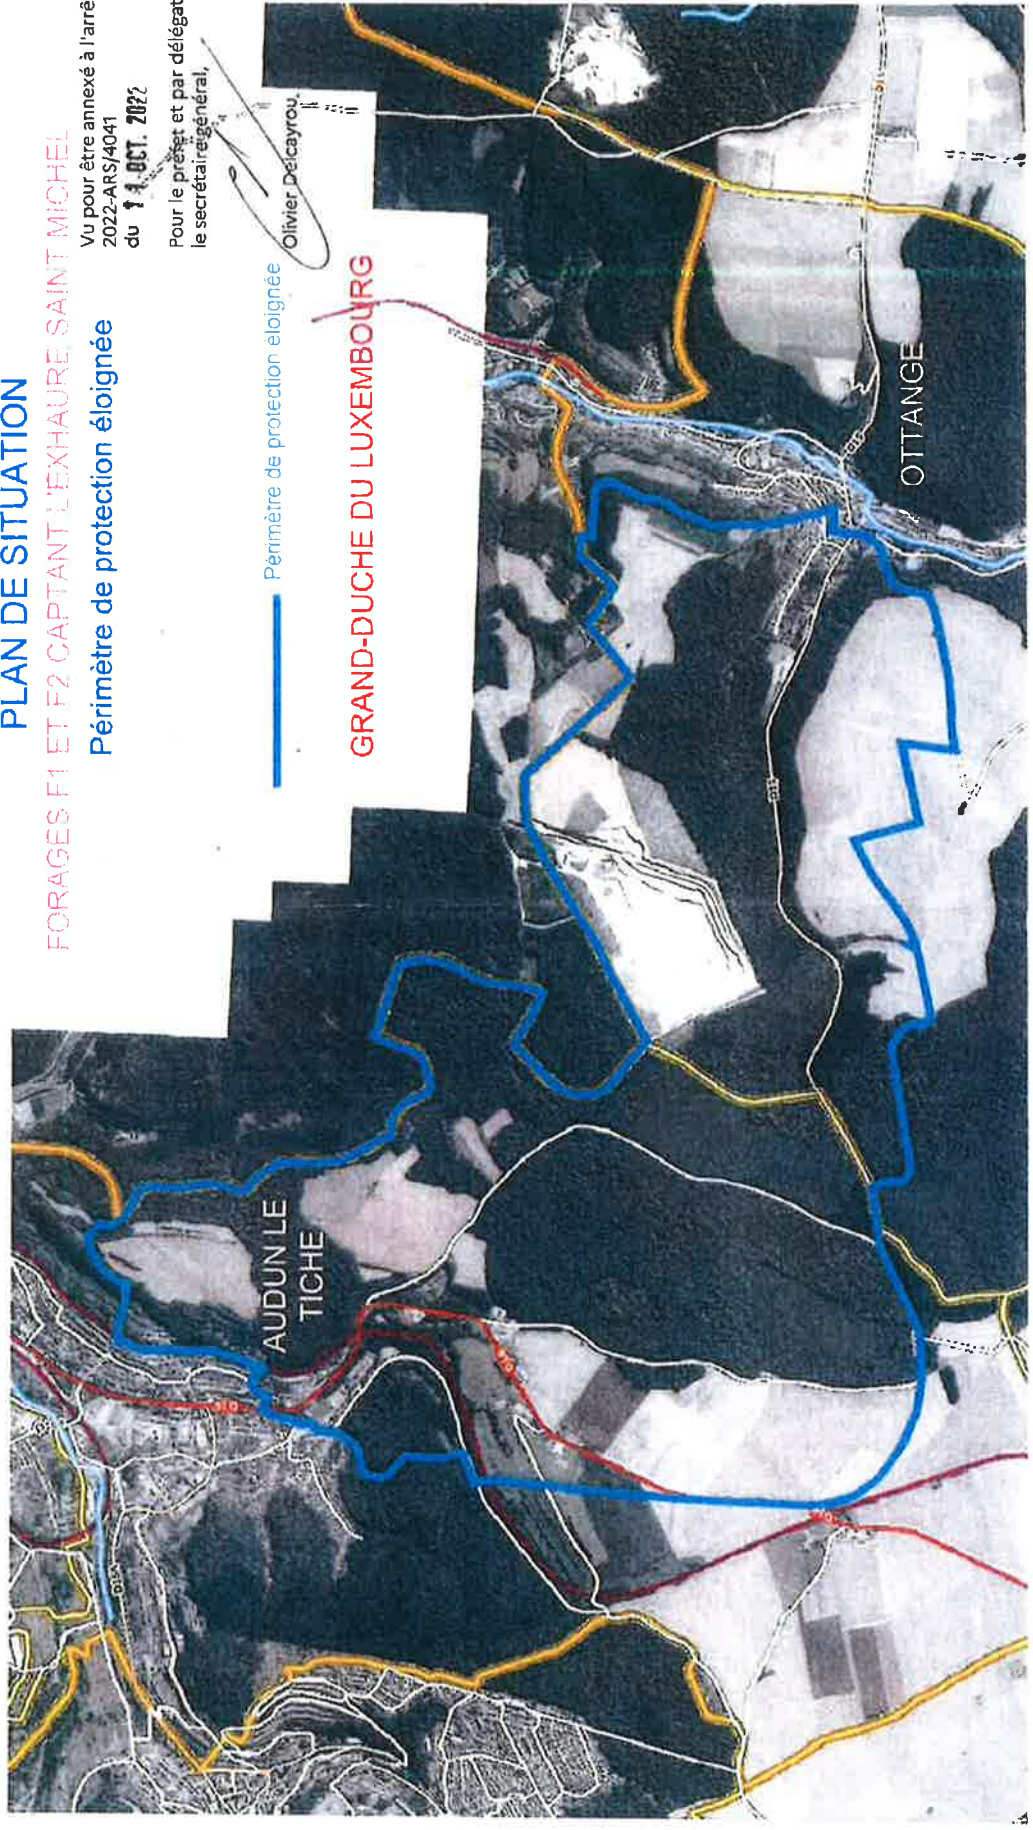 PLAN DE SITUATION
FORAGES F1 ET F2 CAPTANT L'EXHAURE SAINT MICHEL
Périmètre de protection éloignée
Vu pour être annexé à l'arrê
2022-ARS/4041
du OCT. 2022
Pour le préfet et par délégat
le secrétaire général,
Olivier Delcayrou.
Périmètre de protection éloignée
GRAND-DUCHE DU LUXEMBOURG
AUDUN LE
TICHE
OTTANGE
D16
D16